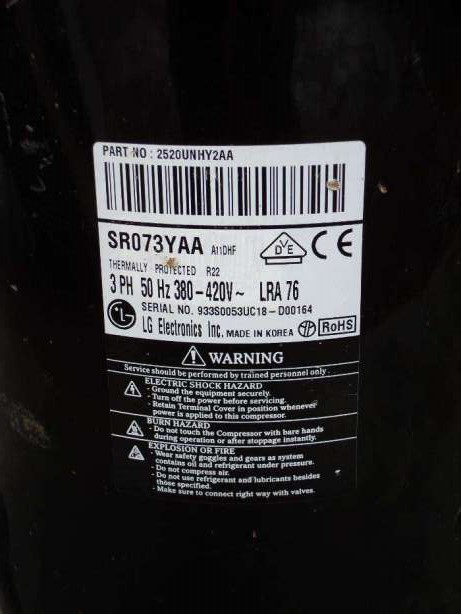 PART NO : 2520UNHY2AA
SR073YAA A11DHF
DVE CE
THERMALLY PROTECTED R22
3 PH 50 Hz 380-420V~ LRA 76
SERIAL NO. 933S0053UC18-D00164
LG Electronics Inc. MADE IN KOREA RoHS
WARNING
Service should be performed by trained personnel only.
ELECTRIC SHOCK HAZARD
- Ground the equipment securely.
- Turn off the power before servicing.
- Retain Terminal Cover in position whenever
power is applied to this compressor.
BURN HAZARD
- Do not touch the Compressor with bare hands
during operation or after stoppage instantly.
EXPLOSION OR FIRE
- Wear safety goggles and gears as system
contains oil and refrigerant under pressure.
- Do not compress air.
- Do not use refrigerant and lubricants besides
those specified.
- Make sure to connect right way with valves.